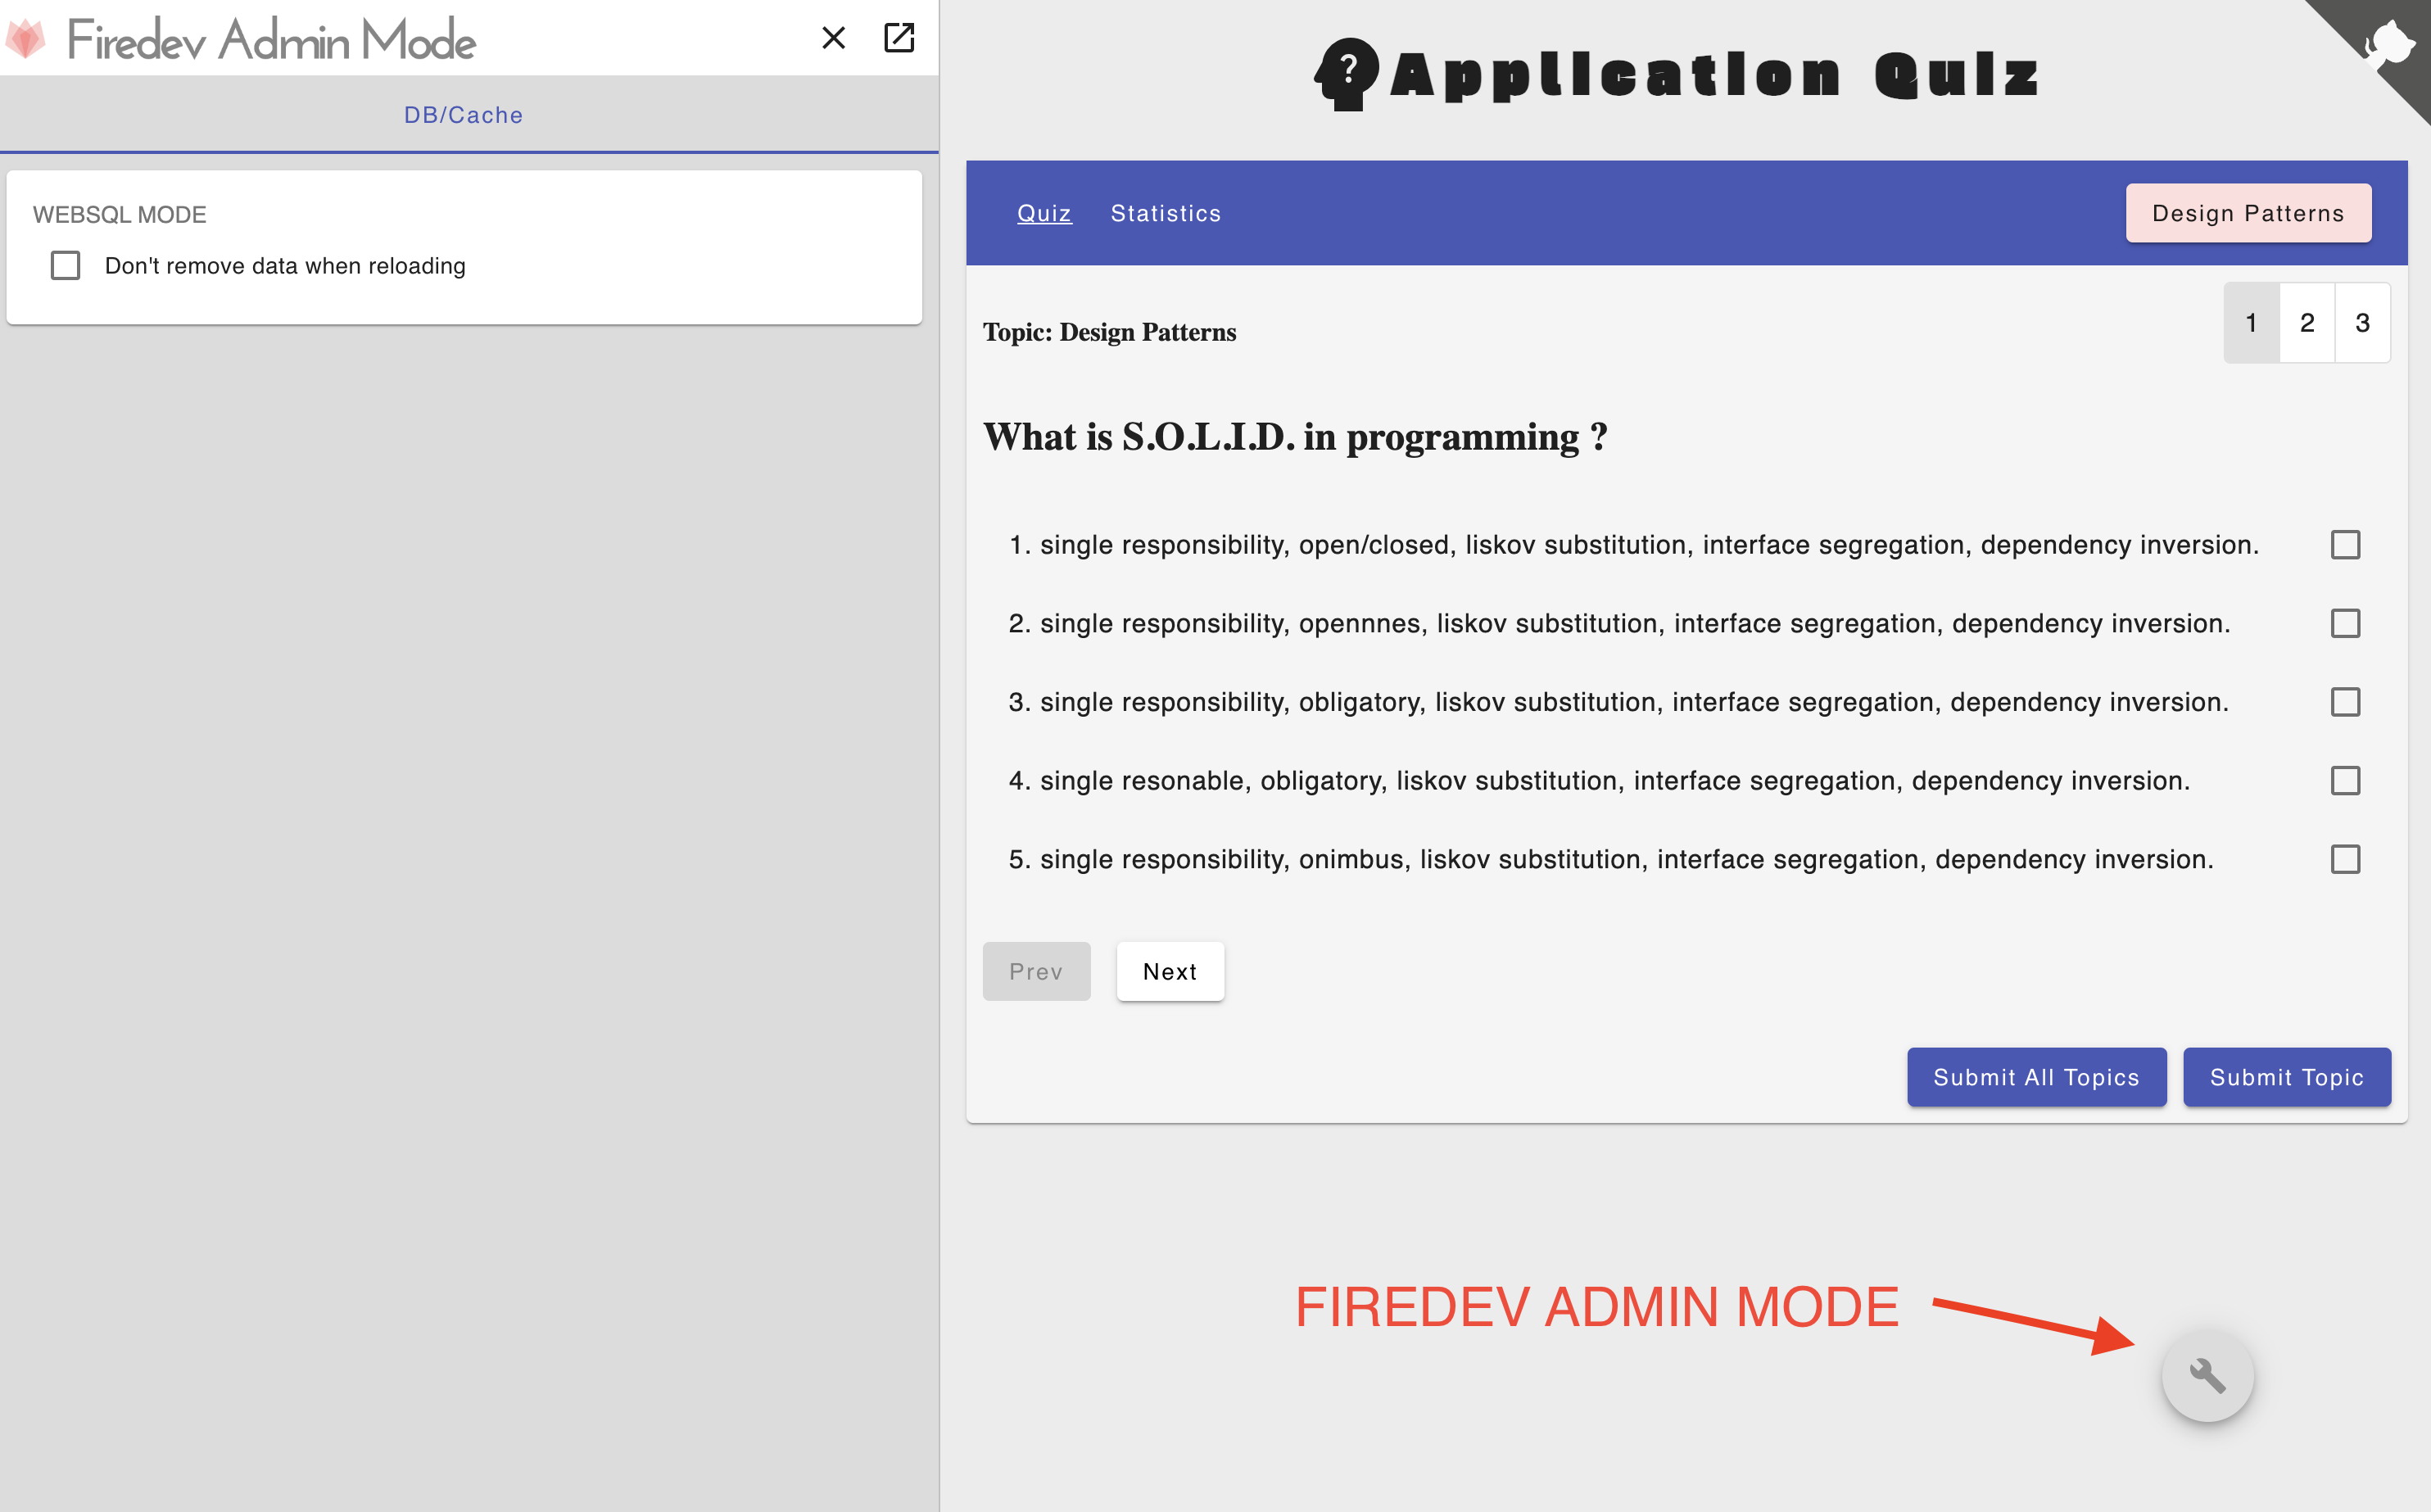 Firedev Admin Mode
DB/Cache
WEBSQL MODE
Don't remove data when reloading
?
Application Quiz
Quiz Statistics Design Patterns
Topic: Design Patterns
1 2 3
What is S.O.L.I.D. in programming ?
1. single responsibility, open/closed, liskov substitution, interface segregation, dependency inversion.
2. single responsibility, opennnes, liskov substitution, interface segregation, dependency inversion.
3. single responsibility, obligatory, liskov substitution, interface segregation, dependency inversion.
4. single resonable, obligatory, liskov substitution, interface segregation, dependency inversion.
5. single responsibility, onimbus, liskov substitution, interface segregation, dependency inversion.
Prev Next
Submit All Topics Submit Topic
FIREDEV ADMIN MODE